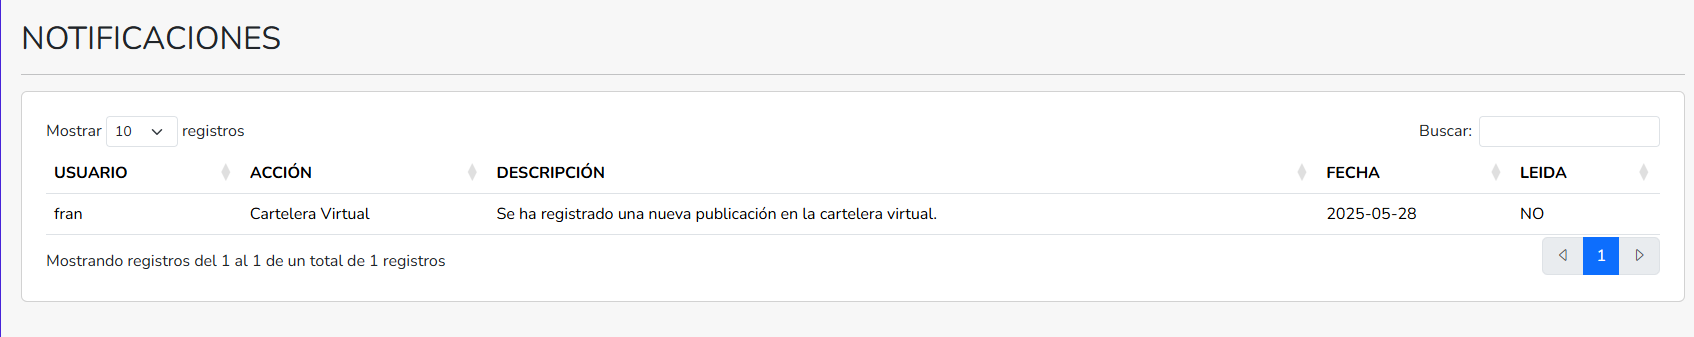 NOTIFICACIONES
Mostrar 10 registros Buscar:
USUARIO ACCIÓN DESCRIPCIÓN FECHA LEIDA
fran Cartelera Virtual Se ha registrado una nueva publicación en la cartelera virtual. 2025-05-28 NO
Mostrando registros del 1 al 1 de un total de 1 registros 1